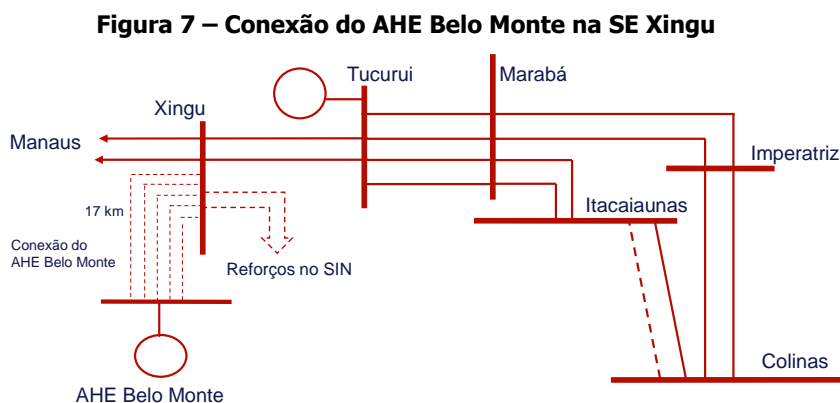 Figura 7 – Conexão do AHE Belo Monte na SE Xingu
Tucurui
Marabá
Xingu
Manaus
Imperatriz
17 km
Itacaiaunas
Conexão do
AHE Belo Monte
Reforços no SIN
Colinas
AHE Belo Monte